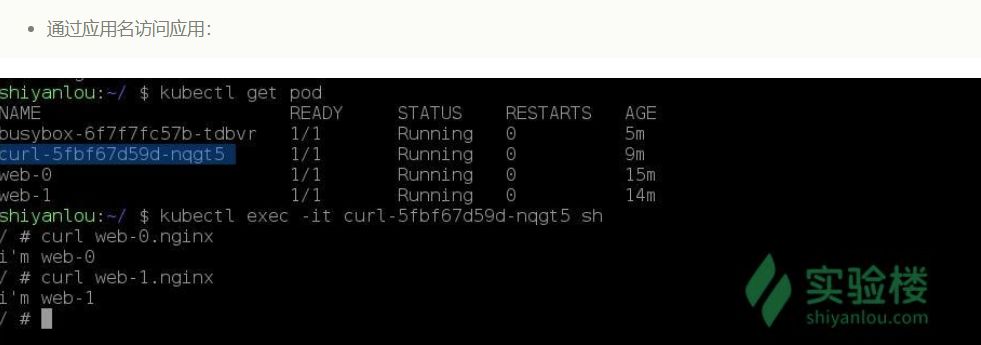 • 通过应用名访问应用：
shiyanlou:~/ $ kubectl get pod
NAME READY STATUS RESTARTS AGE
busybox-6f7f7fc57b-tdbvr 1/1 Running 0 5m
curl-5fbf67d59d-nqgt5 1/1 Running 0 9m
web-0 1/1 Running 0 15m
web-1 1/1 Running 0 14m
shiyanlou:~/ $ kubectl exec -it curl-5fbf67d59d-nqgt5 sh
/ # curl web-0.nginx
i'm web-0
/ # curl web-1.nginx
i'm web-1
/ #
实验楼
shiyanlou.com